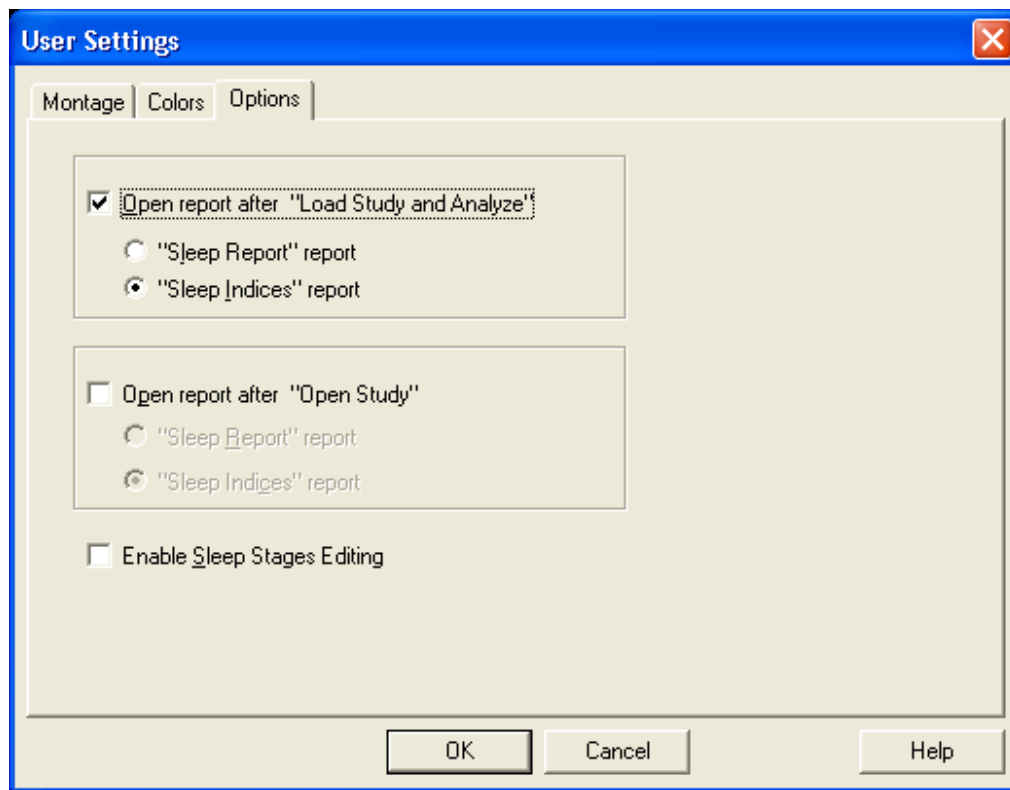 User Settings
Montage Colors Options
Open report after "Load Study and Analyze"
"Sleep Report" report
"Sleep Indices" report
Open report after "Open Study"
"Sleep Report" report
"Sleep Indices" report
Enable Sleep Stages Editing
OK Cancel Help